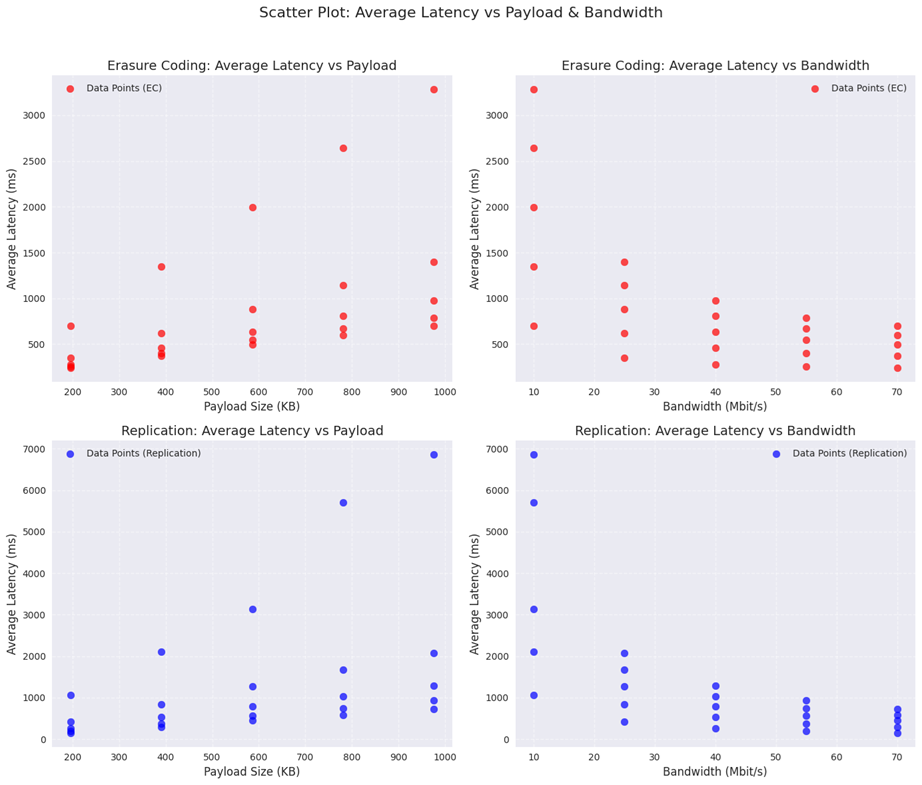 Scatter Plot: Average Latency vs Payload & Bandwidth
Erasure Coding: Average Latency vs Payload
Data Points (EC)
3000
2500
2000
1500
1000
500
Average Latency (ms)
200 300 400 500 600 700 800 900 1000
Payload Size (KB)
Erasure Coding: Average Latency vs Bandwidth
Data Points (EC)
3000
2500
2000
1500
1000
500
Average Latency (ms)
10 20 30 40 50 60 70
Bandwidth (Mbit/s)
Replication: Average Latency vs Payload
Data Points (Replication)
7000
6000
5000
4000
3000
2000
1000
0
Average Latency (ms)
200 300 400 500 600 700 800 900 1000
Payload Size (KB)
Replication: Average Latency vs Bandwidth
Data Points (Replication)
7000
6000
5000
4000
3000
2000
1000
0
Average Latency (ms)
10 20 30 40 50 60 70
Bandwidth (Mbit/s)